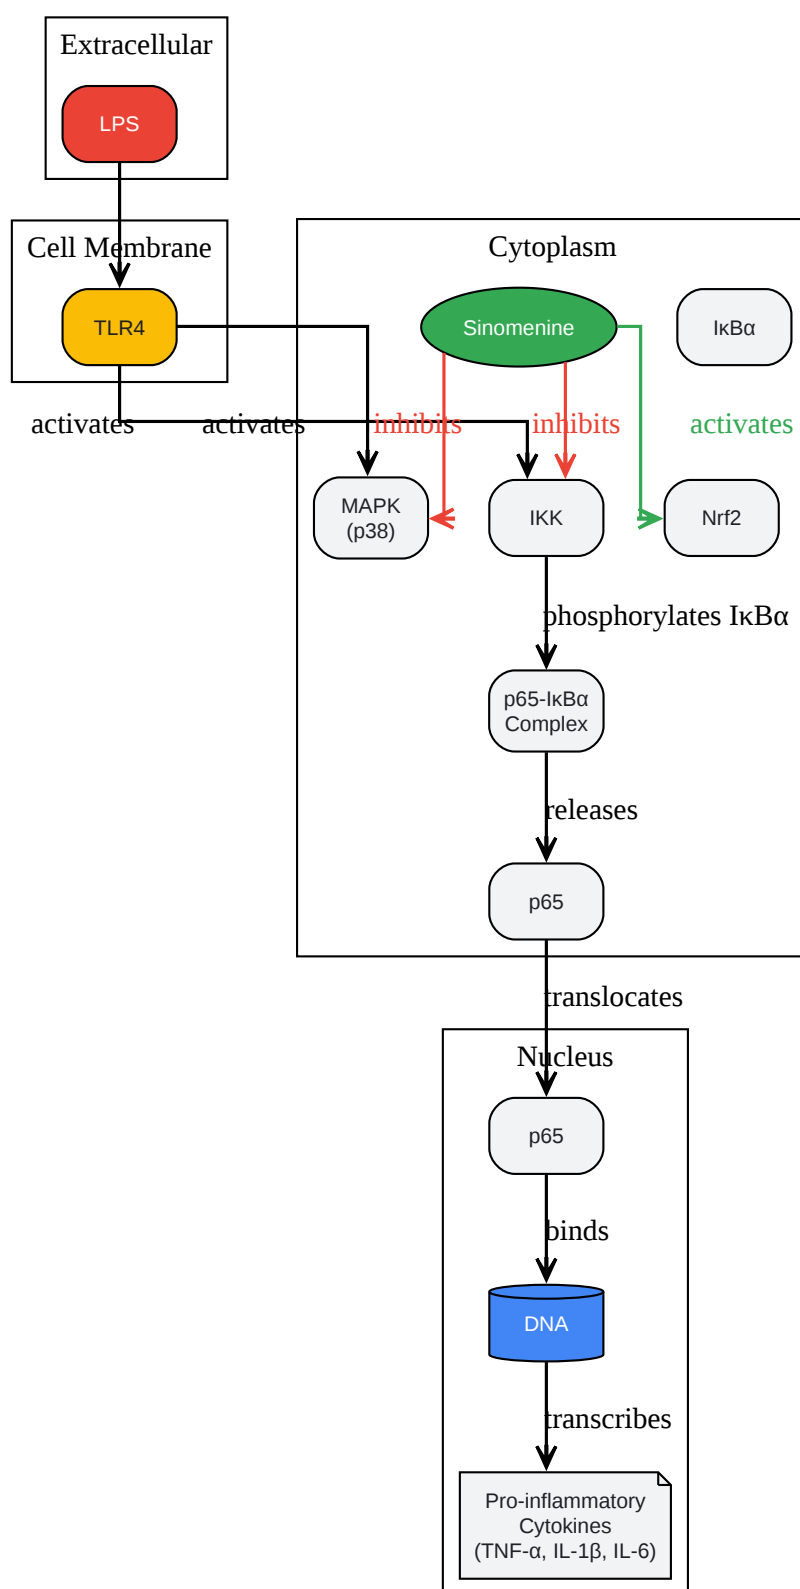 Extracellular
LPS
Cell Membrane
TLR4
Cytoplasm
Sinomenine
IκBα
activates
activates
inhibits
inhibits
activates
MAPK
(p38)
IKK
Nrf2
phosphorylates IκBα
p65-IκBα
Complex
releases
p65
translocates
Nucleus
p65
binds
DNA
transcribes
Pro-inflammatory
Cytokines
(TNF-α, IL-1β, IL-6)